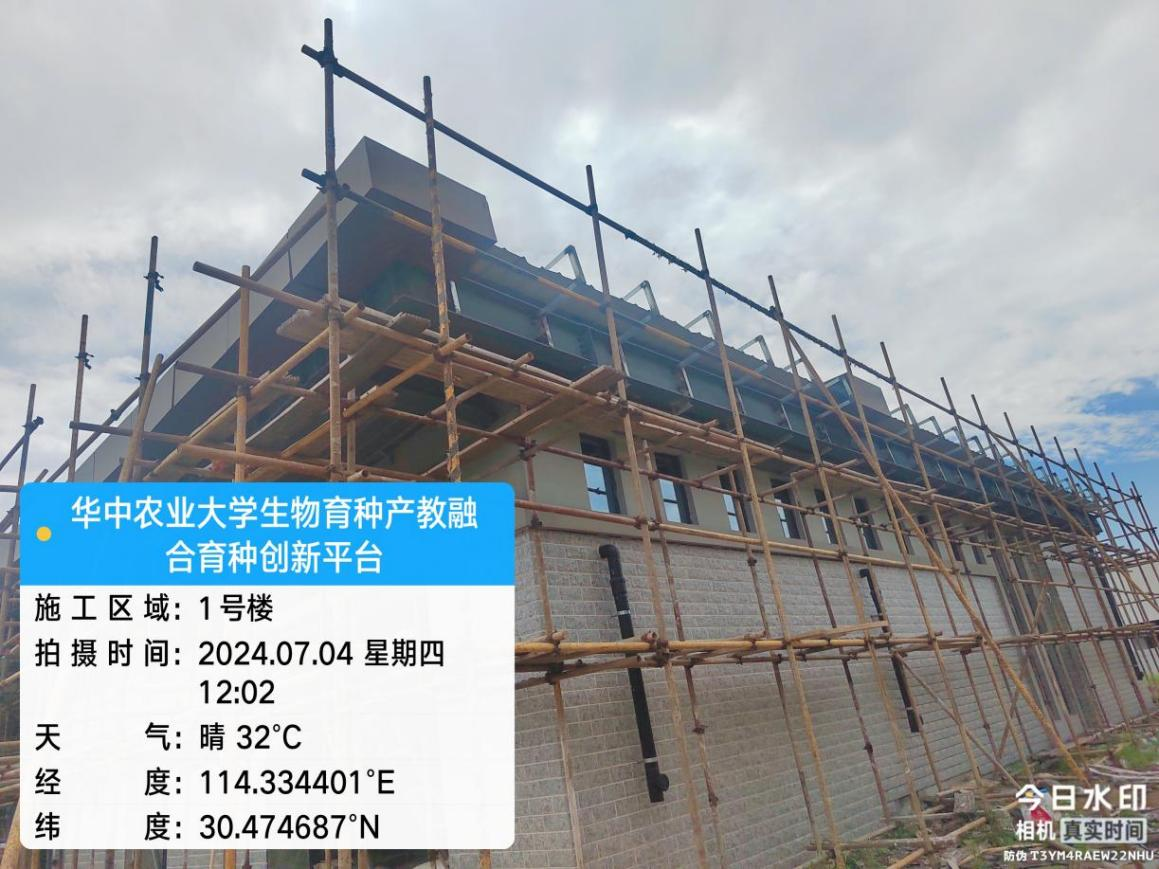 华中农业大学生物育种产教融
合育种创新平台
施工区域：1号楼
拍摄时间：2024.07.04 星期四
12:02
天气：晴 32°C
经度：114.334401°E
纬度：30.474687°N
今日水印
相机 真实时间
防伪 T3YM4RAEW22NHU